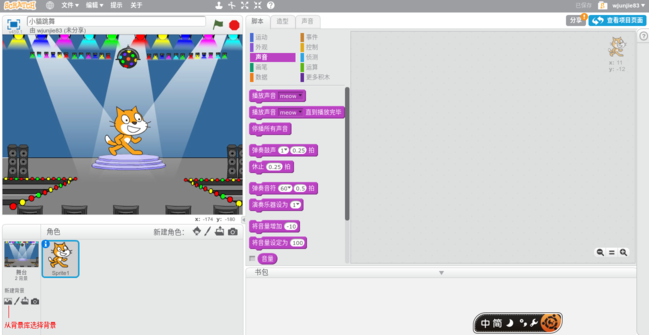 SCRATCH 文件▼ 编辑▼ 提示 关于 wjunjie83▼
小猫跳舞
由 wjunjie83 (未分享)
脚本 造型 声音
分享 查看项目页面
运动 事件
外观 控制
声音 侦测
画笔 运算
数据 更多积木
x: 11
y: -12
播放声音 meow
播放声音 meow 直到播放完毕
停播所有声音
弹奏鼓声 1 0.25 拍
休止 0.25 拍
弹奏音符 60 0.5 拍
演奏乐器设为 1
将音量增加 -10
将音量设定为 100
音量
x: -174 y: -180
角色 新建角色:
舞台
2 背景
Sprite1
新建背景
从背景库选择背景
书包
中 简